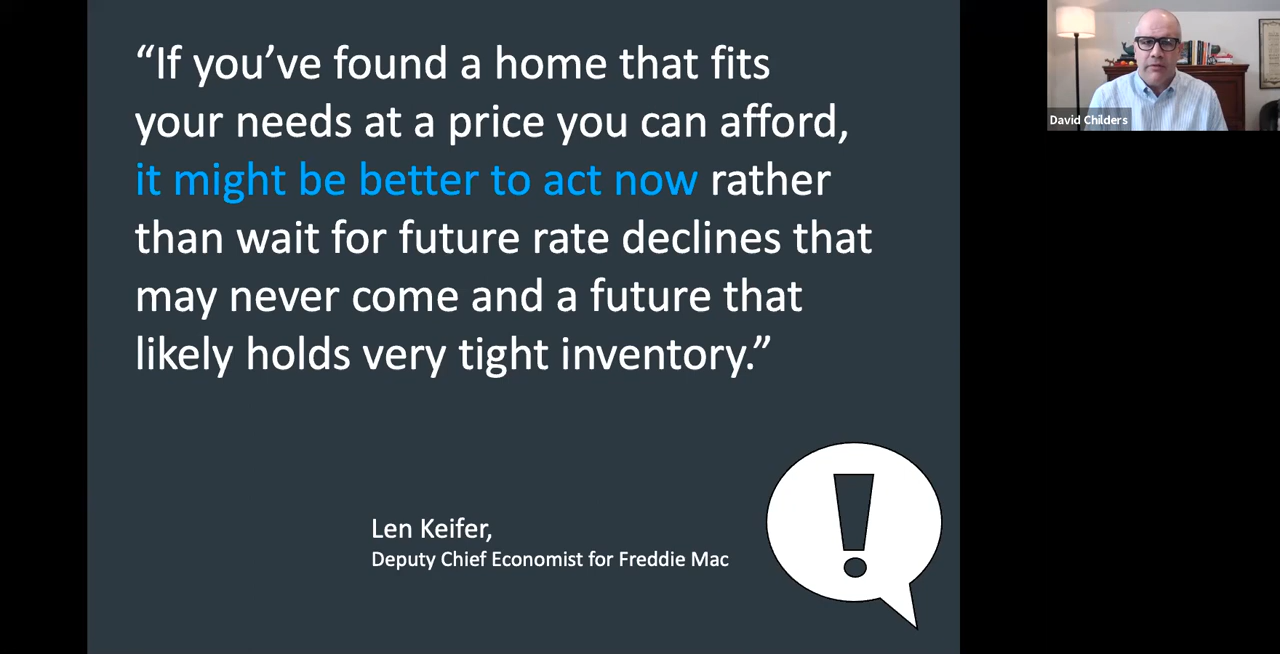 “If you’ve found a home that fits
your needs at a price you can afford,
it might be better to act now rather
than wait for future rate declines that
may never come and a future that
likely holds very tight inventory.”
Len Keifer,
Deputy Chief Economist for Freddie Mac
!
David Childers